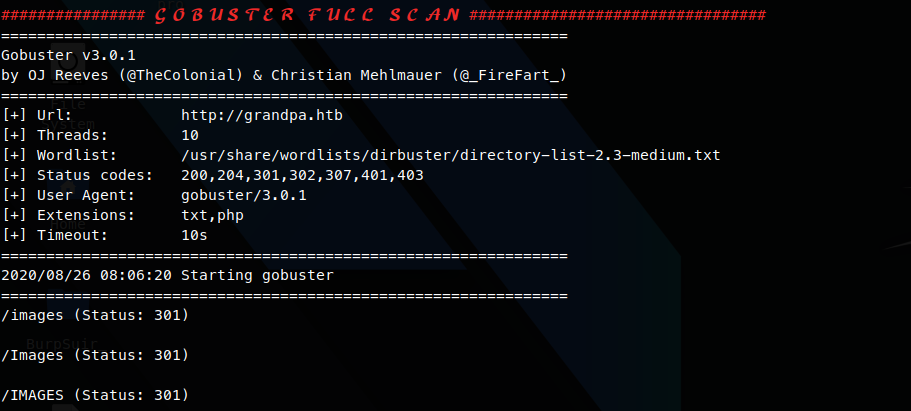 ################ G O B U S T E R  F U L L  S C A N #################################
===============================================================
Gobuster v3.0.1
by OJ Reeves (@TheColonial) & Christian Mehlmauer (@_FireFart_)
===============================================================
[+] Url:            http://grandpa.htb
[+] Threads:        10
[+] Wordlist:       /usr/share/wordlists/dirbuster/directory-list-2.3-medium.txt
[+] Status codes:   200,204,301,302,307,401,403
[+] User Agent:     gobuster/3.0.1
[+] Extensions:     txt,php
[+] Timeout:        10s
===============================================================
2020/08/26 08:06:20 Starting gobuster
===============================================================
/images (Status: 301)
/Images (Status: 301)
BurpSuit
/IMAGES (Status: 301)